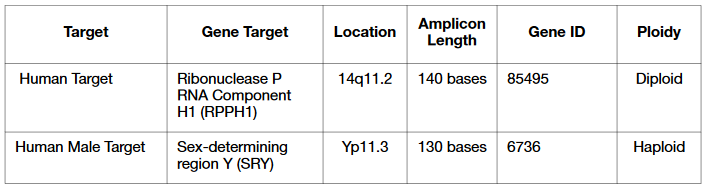 Target Gene Target Location Amplicon Length Gene ID Ploidy
Human Target Ribonuclease P RNA Component H1 (RPPH1) 14q11.2 140 bases 85495 Diploid
Human Male Target Sex-determining region Y (SRY) Yp11.3 130 bases 6736 Haploid